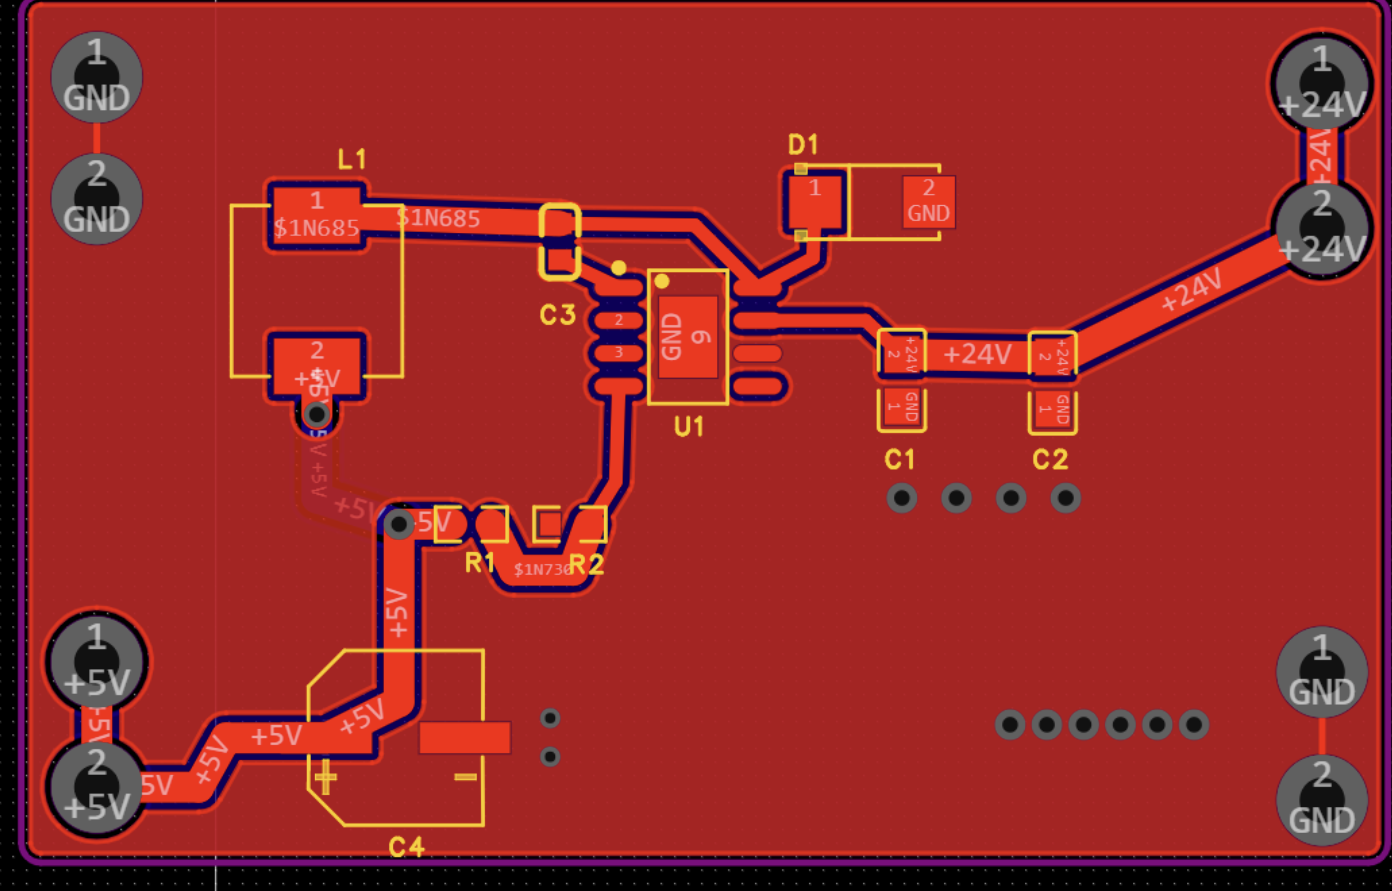 1
GND
2
GND
1
+24V
+24V
2
+24V
D1
1
2
GND
L1
1
$1N685
$1N685
C3
2
3
GND
9
U1
+24V
2
+24V
+24V
2
+24V
1
GND
1
GND
C1
C2
2
+5V
+5V
5V
+5V
+5V
5V
R1
$1N730
R2
+5V
1
+5V
+5V
2
+5V
5V
+5V
+5V
+5V
+
-
C4
1
GND
2
GND